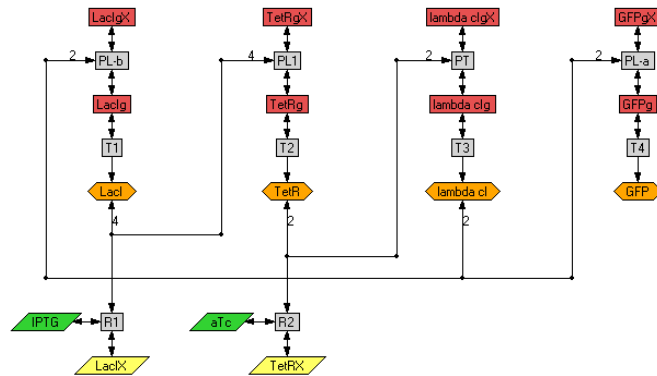 LacIgX TetRgX lambda cIgX GFPgX
2 PL-b 4 PL1 2 PT 2 PL-a
LacIg TetRg lambda cIg GFPg
T1 T2 T3 T4
LacI TetR lambda cI GFP
4 2 2
IPTG R1 aTc R2
LacIX TetRX